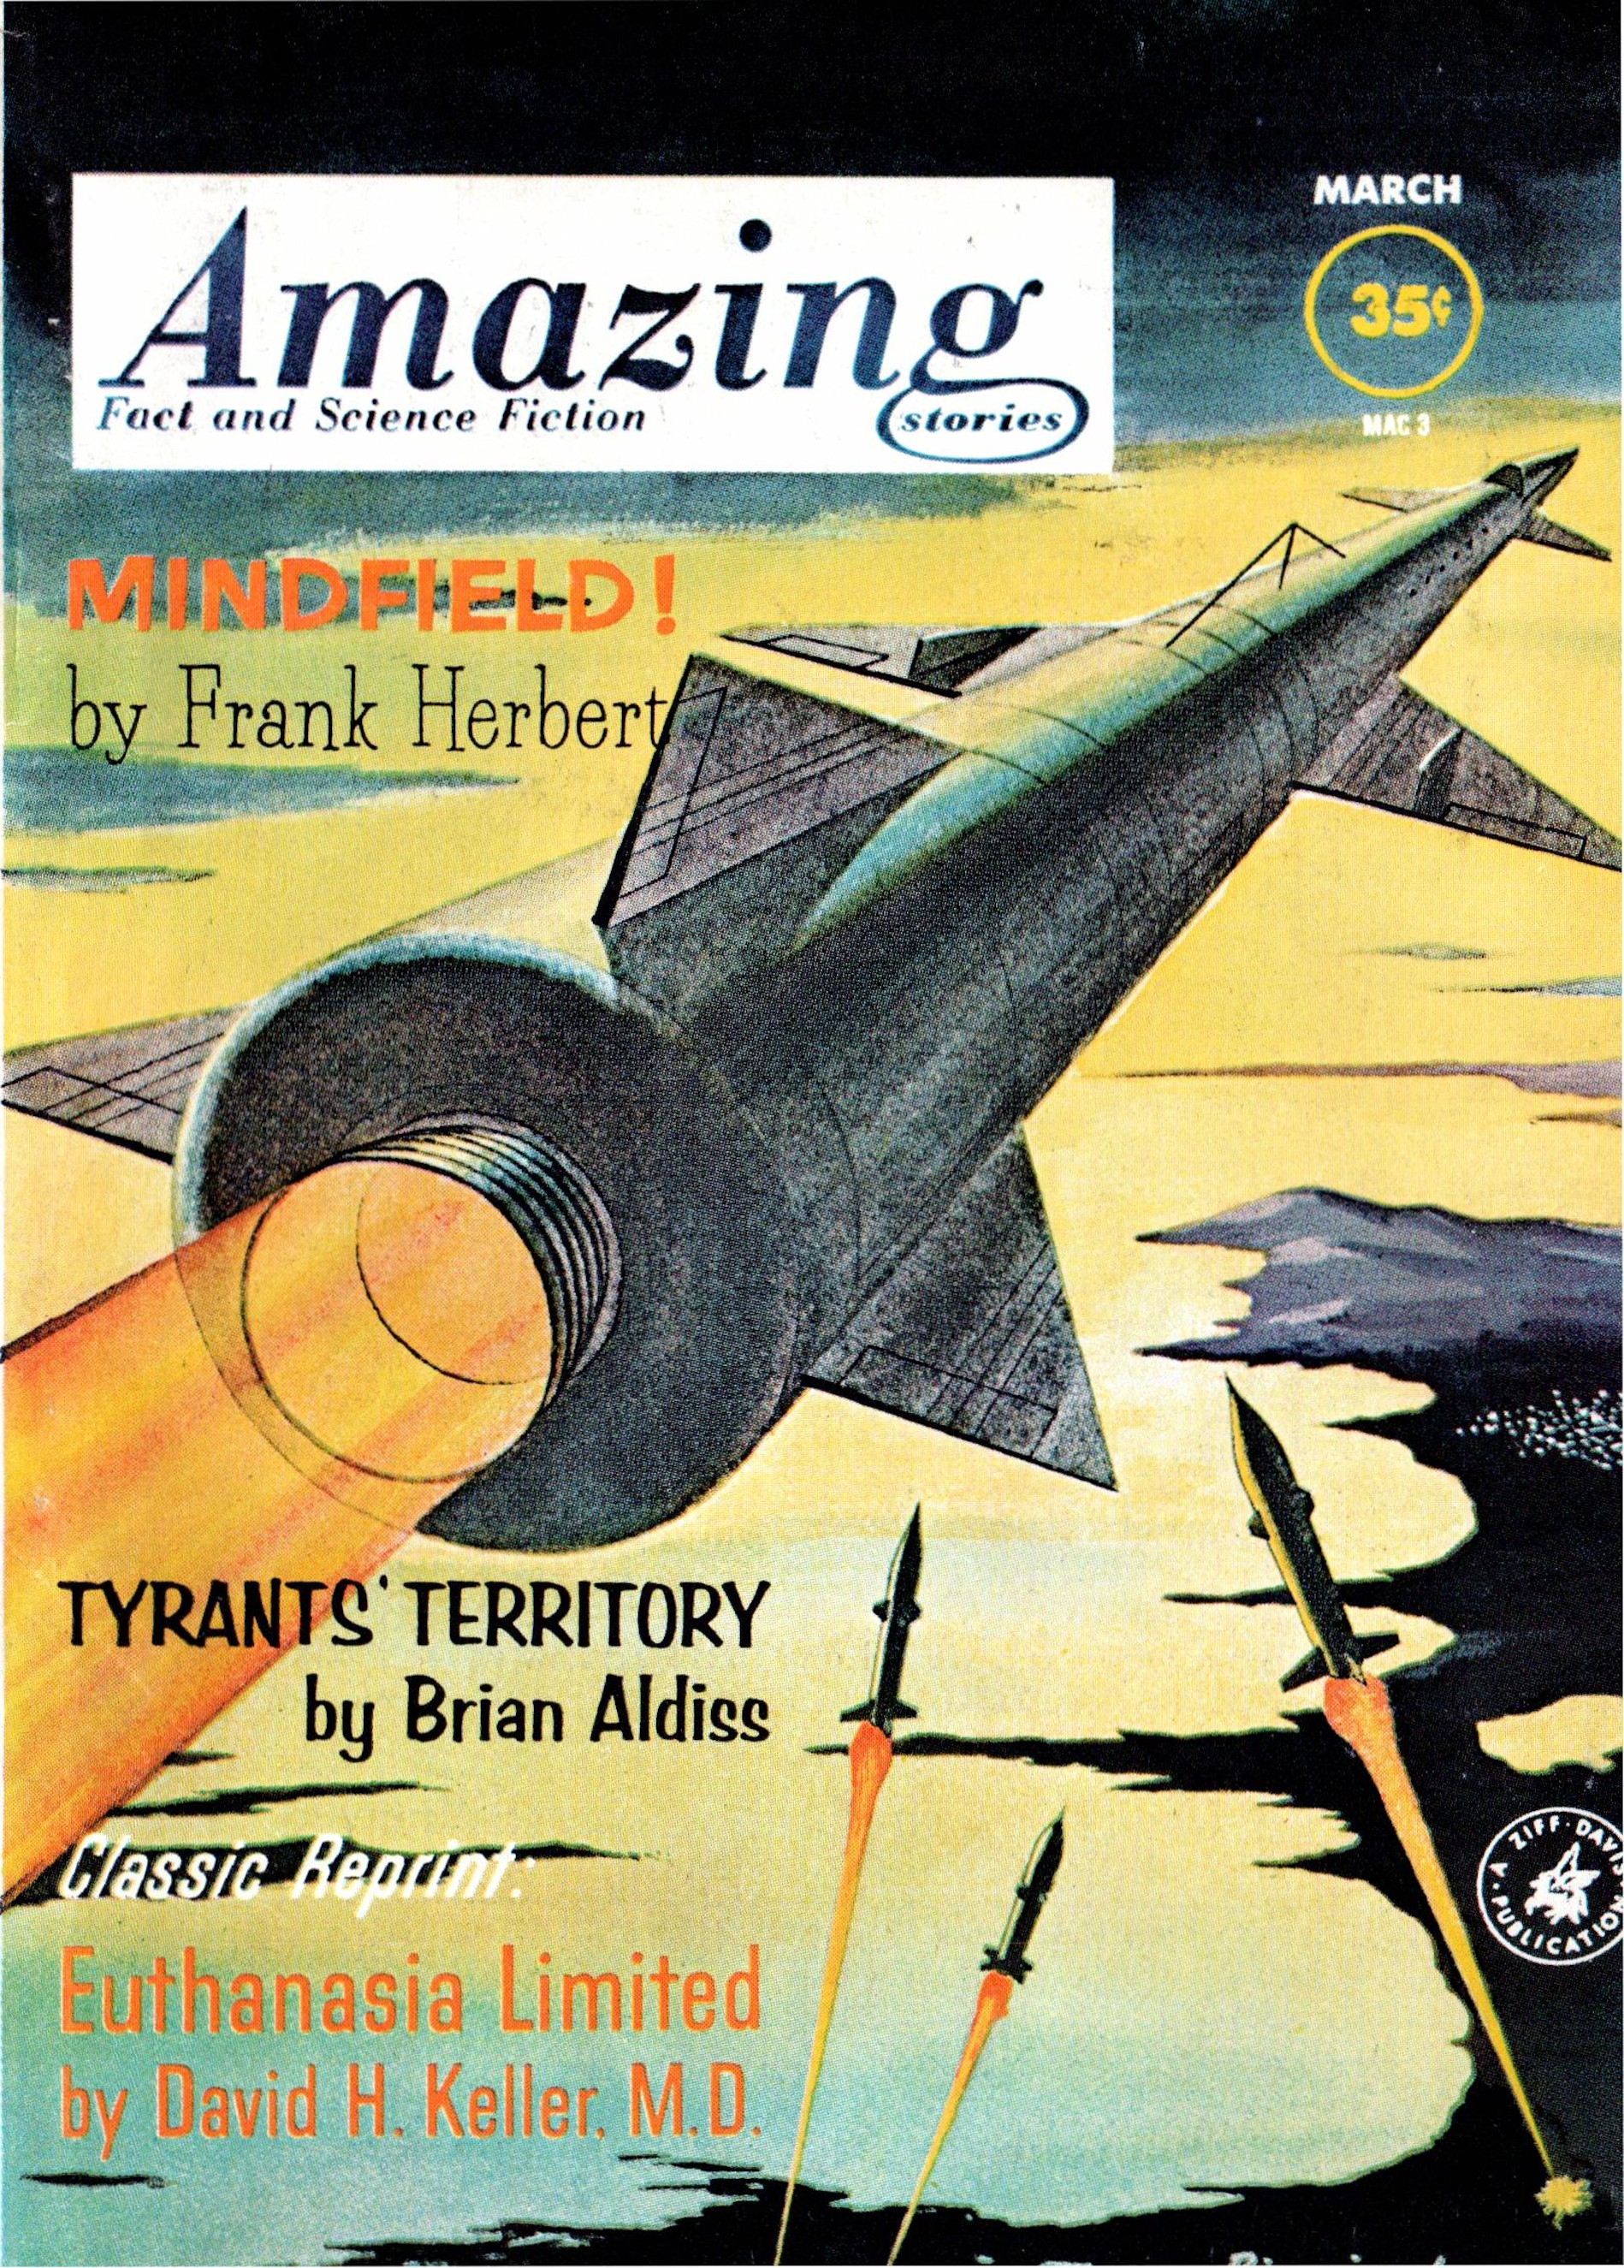 MARCH
Amazing
35¢
Fact and Science Fiction
stories
MAC 3
MINDFIELD!
by Frank Herbert
TYRANTS' TERRITORY
by Brian Aldiss
Classic Reprint:
Euthanasia Limited
by David H. Keller, M.D.
A • ZIFF-DAVIS
PUBLICATION